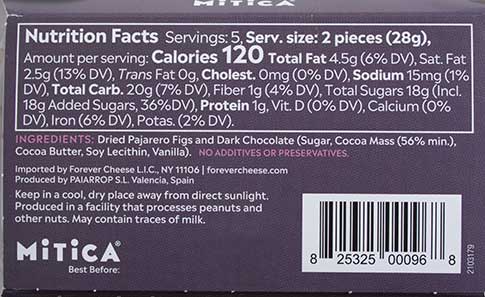 MITICA
Nutrition Facts Servings: 5, Serv. size: 2 pieces (28g),
Amount per serving: Calories 120 Total Fat 4.5g (6% DV), Sat. Fat
2.5g (13% DV), Trans Fat 0g, Cholest. 0mg (0% DV), Sodium 15mg (1%
DV), Total Carb. 20g (7% DV), Fiber 1g (4% DV), Total Sugars 18g (Incl.
18g Added Sugars, 36%DV), Protein 1g, Vit. D (0% DV), Calcium (0%
DV), Iron (6% DV), Potas. (2% DV).
INGREDIENTS: Dried Pajarero Figs and Dark Chocolate (Sugar, Cocoa Mass (56% min.),
Cocoa Butter, Soy Lecithin, Vanilla). NO ADDITIVES OR PRESERVATIVES.
Imported by Forever Cheese L.I.C., NY 11106 | forevercheese.com
Produced by PAIARROP S.L. Valencia, Spain
Keep in a cool, dry place away from direct sunlight.
Produced in a facility that processes peanuts and
other nuts. May contain traces of milk.
MITICA®
Best Before:
8 25325 00096 8
2103179